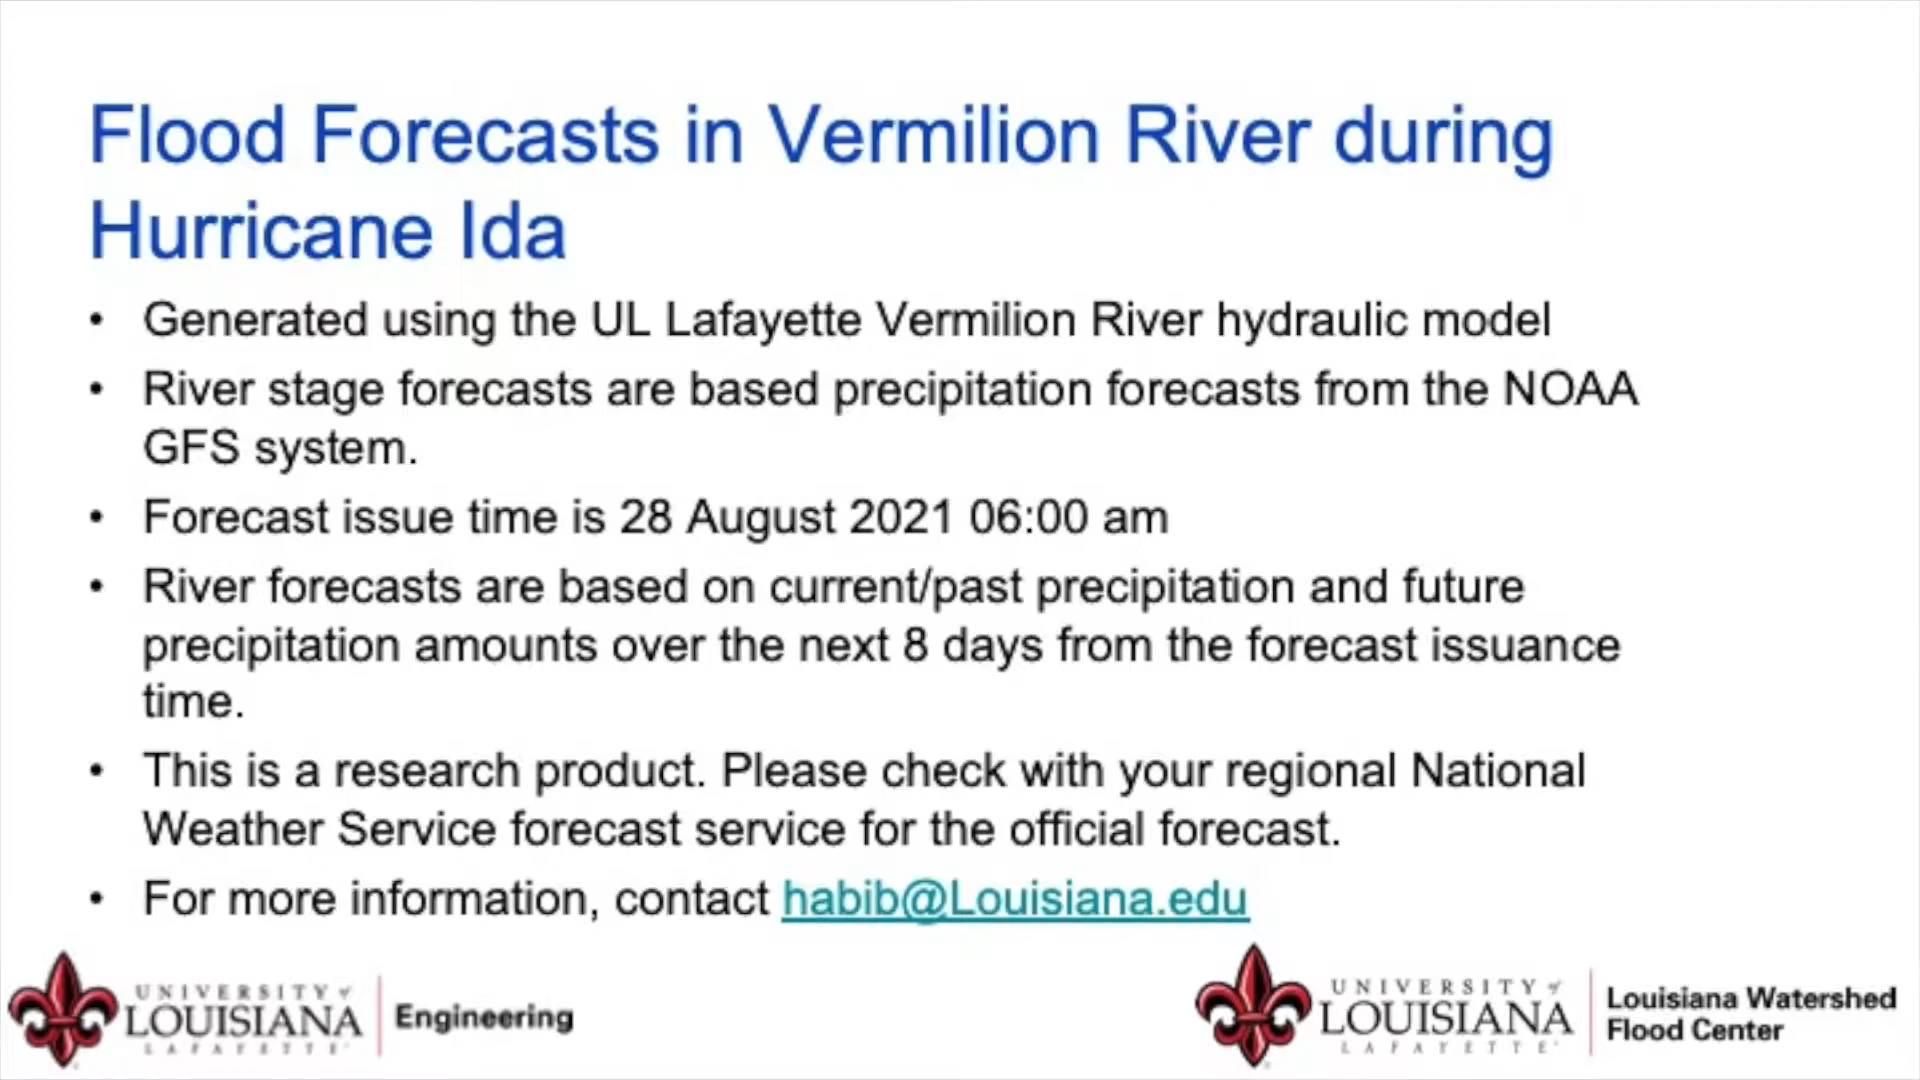 Flood Forecasts in Vermilion River during
Hurricane Ida
• Generated using the UL Lafayette Vermilion River hydraulic model
• River stage forecasts are based precipitation forecasts from the NOAA
GFS system.
• Forecast issue time is 28 August 2021 06:00 am
• River forecasts are based on current/past precipitation and future
precipitation amounts over the next 8 days from the forecast issuance
time.
• This is a research product. Please check with your regional National
Weather Service forecast service for the official forecast.
• For more information, contact habib@Louisiana.edu
UNIVERSITY of
LOUISIANA
LAFAYETTE
Engineering
UNIVERSITY of
LOUISIANA
LAFAYETTE
Louisiana Watershed
Flood Center